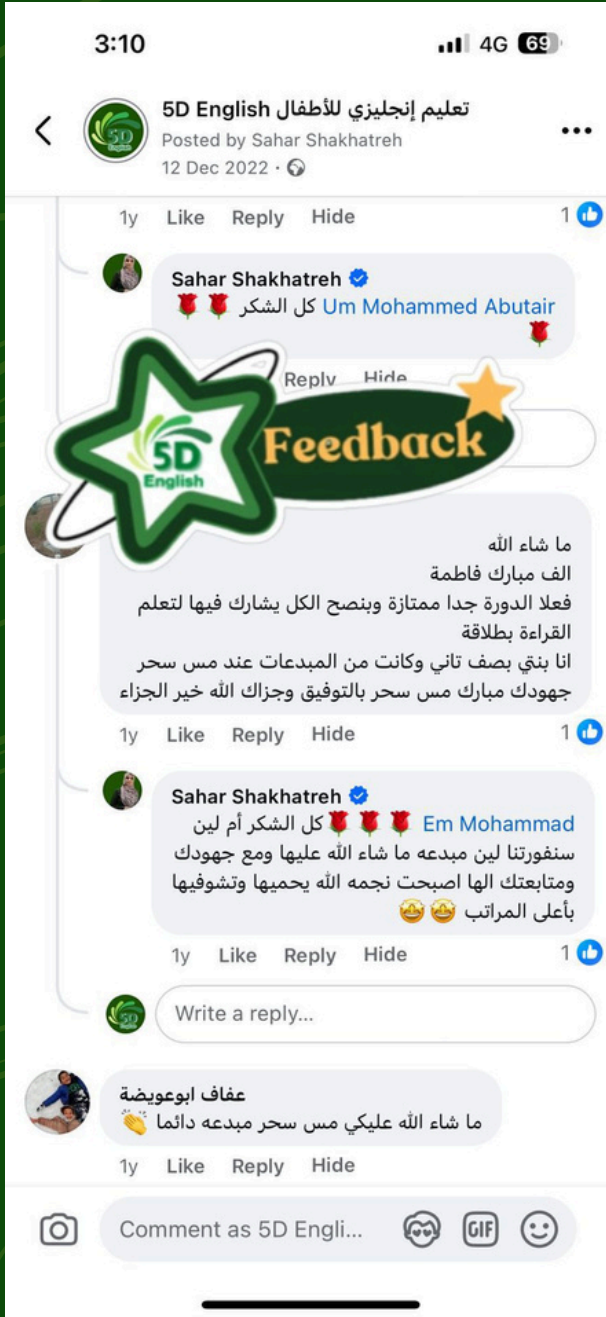 3:10
4G 69
تعليم إنجليزي للأطفال 5D English
Posted by Sahar Shakhatreh
12 Dec 2022 ·
1y Like Reply Hide 1
Sahar Shakhatreh
Um Mohammed Abutair كل الشكر 🌹 🌹
🌹
Reply Hide
5D
English
Feedback
ما شاء الله
الف مبارك فاطمة
فعلا الدورة جدا ممتازة وبنصح الكل يشارك فيها لتعلم
القراءة بطلاقة
انا بنتي بصف تاني وكانت من المبدعات عند مس سحر
جهودك مبارك مس سحر بالتوفيق وجزاك الله خير الجزاء
1y Like Reply Hide 1
Sahar Shakhatreh
Em Mohammad 🌹 🌹 🌹 كل الشكر أم لين
سنفورتنا لين مبدعه ما شاء الله عليها ومع جهودك
ومتابعتك الها اصبحت نجمه الله يحميها وتشوفيها
بأعلى المراتب 🤩 🤩
1y Like Reply Hide 1
Write a reply...
عفاف ابوعويضة
ما شاء الله عليكي مس سحر مبدعه دائما 👏
1y Like Reply Hide
Comment as 5D Engli...
GIF